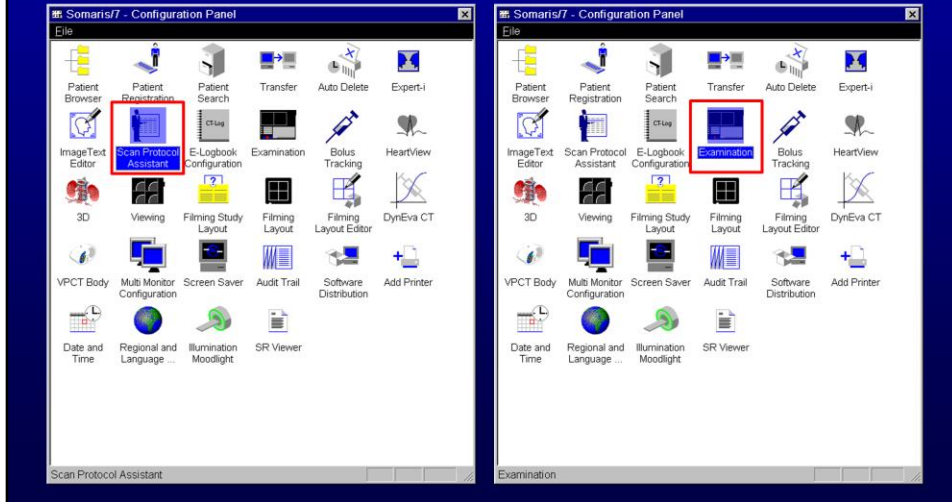 Somaris/7 - Configuration Panel
File
Patient Browser
Patient Registration
Patient Search
Transfer
Auto Delete
Expert-i
ImageText Editor
Scan Protocol Assistant
CT-Log
E-Logbook Configuration
Examination
Bolus Tracking
HeartView
3D
Viewing
?
Filming Study Layout
Filming Layout
Filming Layout Editor
DynEva CT
VPCT Body
Multi Monitor Configuration
Screen Saver
Audit Trail
Software Distribution
Add Printer
Date and Time
Regional and Language ...
Illumination Moodlight
SR Viewer
Scan Protocol Assistant
Somaris/7 - Configuration Panel
File
Patient Browser
Patient Registration
Patient Search
Transfer
Auto Delete
Expert-i
ImageText Editor
Scan Protocol Assistant
CT-Log
E-Logbook Configuration
Examination
Bolus Tracking
HeartView
3D
Viewing
?
Filming Study Layout
Filming Layout
Filming Layout Editor
DynEva CT
VPCT Body
Multi Monitor Configuration
Screen Saver
Audit Trail
Software Distribution
Add Printer
Date and Time
Regional and Language ...
Illumination Moodlight
SR Viewer
Examination